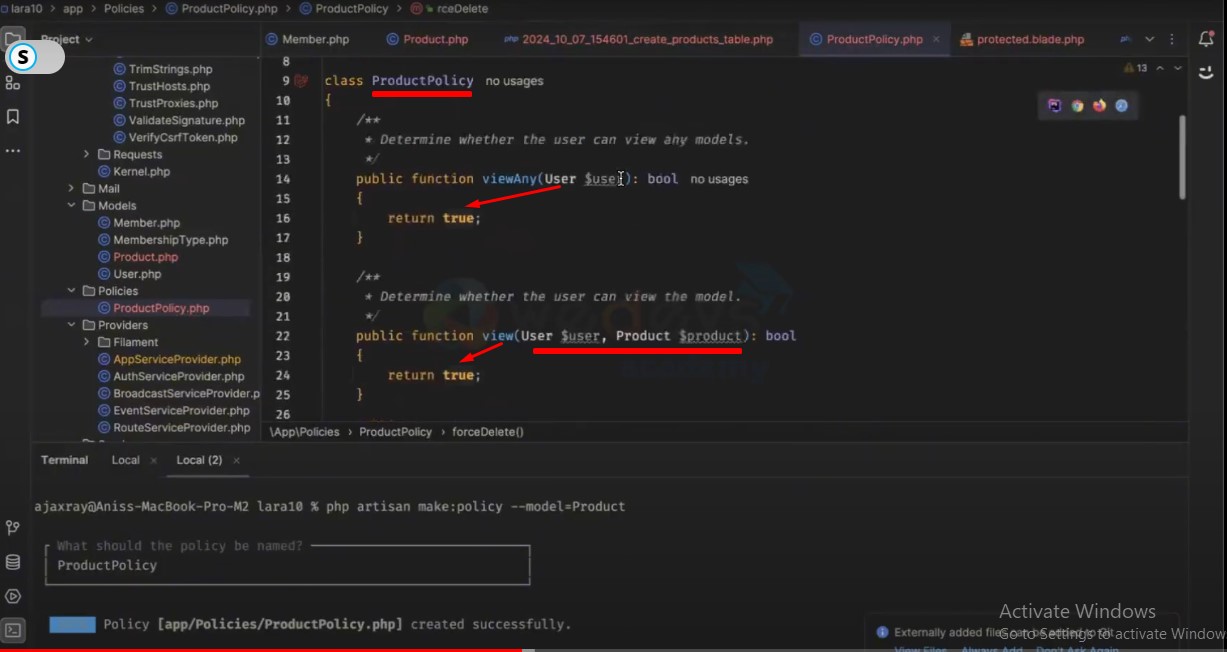 lara10 > app > Policies > ProductPolicy.php > ProductPolicy > rceDelete
S
Project
Member.php Product.php 2024_10_07_154601_create_products_table.php ProductPolicy.php × protected.blade.php
13
TrimStrings.php
TrustHosts.php
TrustProxies.php
ValidateSignature.php
VerifyCsrfToken.php
Requests
Kernel.php
Mail
Models
Member.php
MembershipType.php
Product.php
User.php
Policies
ProductPolicy.php
Providers
Filament
AppServiceProvider.php
AuthServiceProvider.php
BroadcastServiceProvider.p
EventServiceProvider.php
RouteServiceProvider.php
8
9 class ProductPolicy no usages
10 {
11 /**
12 * Determine whether the user can view any models.
13 */
14 public function viewAny(User $user): bool no usages
15 {
16 return true;
17 }
18
19 /**
20 * Determine whether the user can view the model.
21 */
22 public function view(User $user, Product $product): bool
23 {
24 return true;
25 }
26
\App\Policies > ProductPolicy > forceDelete()
Terminal Local × Local (2) ×
ajaxray@Aniss-MacBook-Pro-M2 lara10 % php artisan make:policy --model=Product
What should the policy be named?
ProductPolicy
Policy [app/Policies/ProductPolicy.php] created successfully.
Activate Windows
Go to Settings to activate Window
Externally added files can be added to Git
View Files Always Add Don't Ask Again